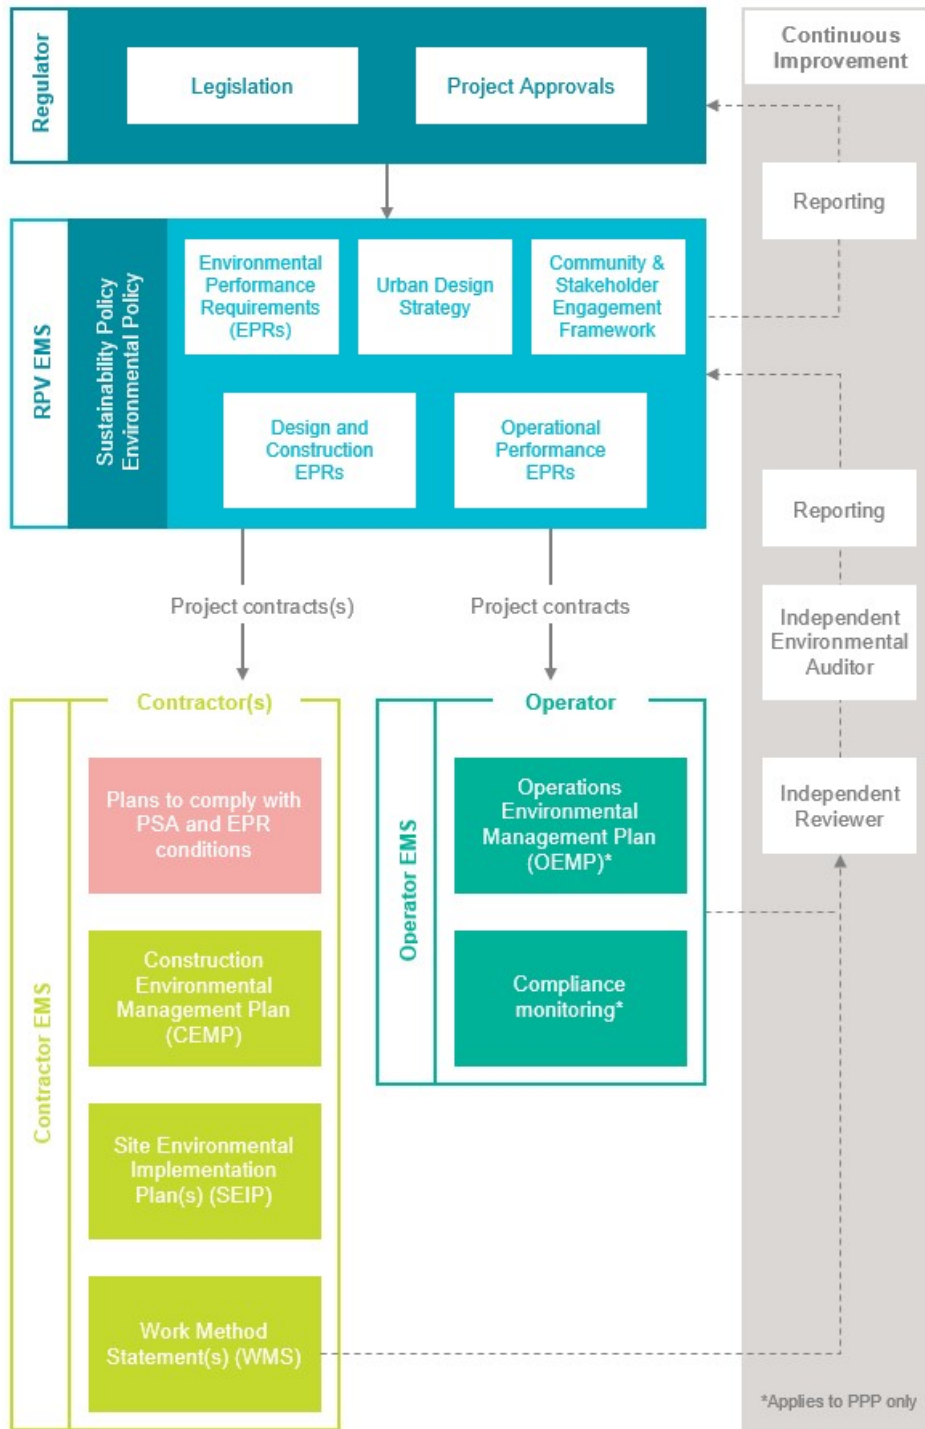 Continuous
Improvement
Regulator
Legislation
Project Approvals
Reporting
RPV EMS
Sustainability Policy
Environmental Policy
Environmental
Performance
Requirements
(EPRs)
Urban Design
Strategy
Community &
Stakeholder
Engagement
Framework
Design and
Construction
EPRs
Operational
Performance
EPRs
Reporting
Project contracts(s)
Project contracts
Independent
Environmental
Auditor
Contractor(s)
Operator
Contractor EMS
Plans to comply with
PSA and EPR
conditions
Construction
Environmental
Management Plan
(CEMP)
Site Environmental
Implementation
Plan(s) (SEIP)
Work Method
Statement(s) (WMS)
Operator EMS
Operations
Environmental
Management Plan
(OEMP)*
Compliance
monitoring*
Independent
Reviewer
*Applies to PPP only